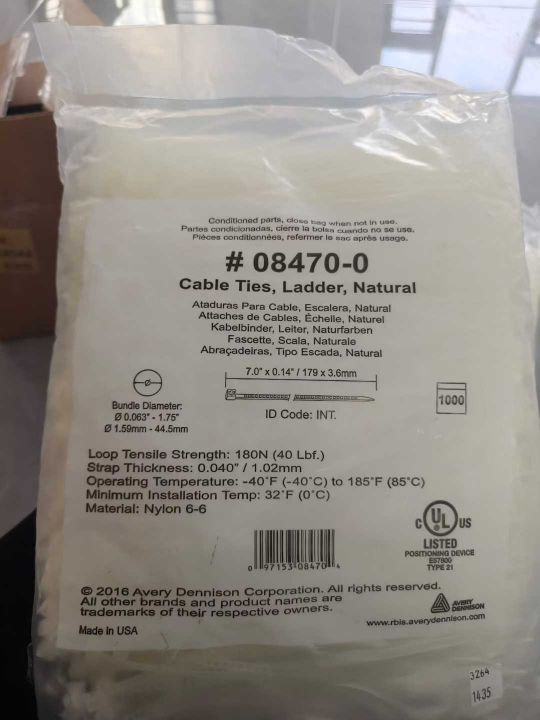 Conditioned parts, close bag when not in use.
Partes condicionadas, cierre la bolsa cuando no se use.
Pièces conditionnées, refermer le sac après usage.
# 08470-0
Cable Ties, Ladder, Natural
Ataduras Para Cable, Escalera, Natural
Attaches de Cables, Échelle, Naturel
Kabelbinder, Leiter, Naturfarben
Fascette, Scala, Naturale
Abraçadeiras, Tipo Escada, Natural
7.0" x 0.14" / 179 x 3.6mm
1000
Bundle Diameter:
Ø 0.063" - 1.75"
Ø 1.59mm - 44.5mm
ID Code: INT.
Loop Tensile Strength: 180N (40 Lbf.)
Strap Thickness: 0.040" / 1.02mm
Operating Temperature: -40°F (-40°C) to 185°F (85°C)
Minimum Installation Temp: 32°F (0°C)
Material: Nylon 6-6
C UL US
LISTED
POSITIONING DEVICE
E57800
TYPE 21
0 97153 08470 4
© 2016 Avery Dennison Corporation. All rights reserved.
All other brands and product names are
trademarks of their respective owners.
AVERY
DENNISON
www.rbis.averydennison.com
Made in USA
3264
1435